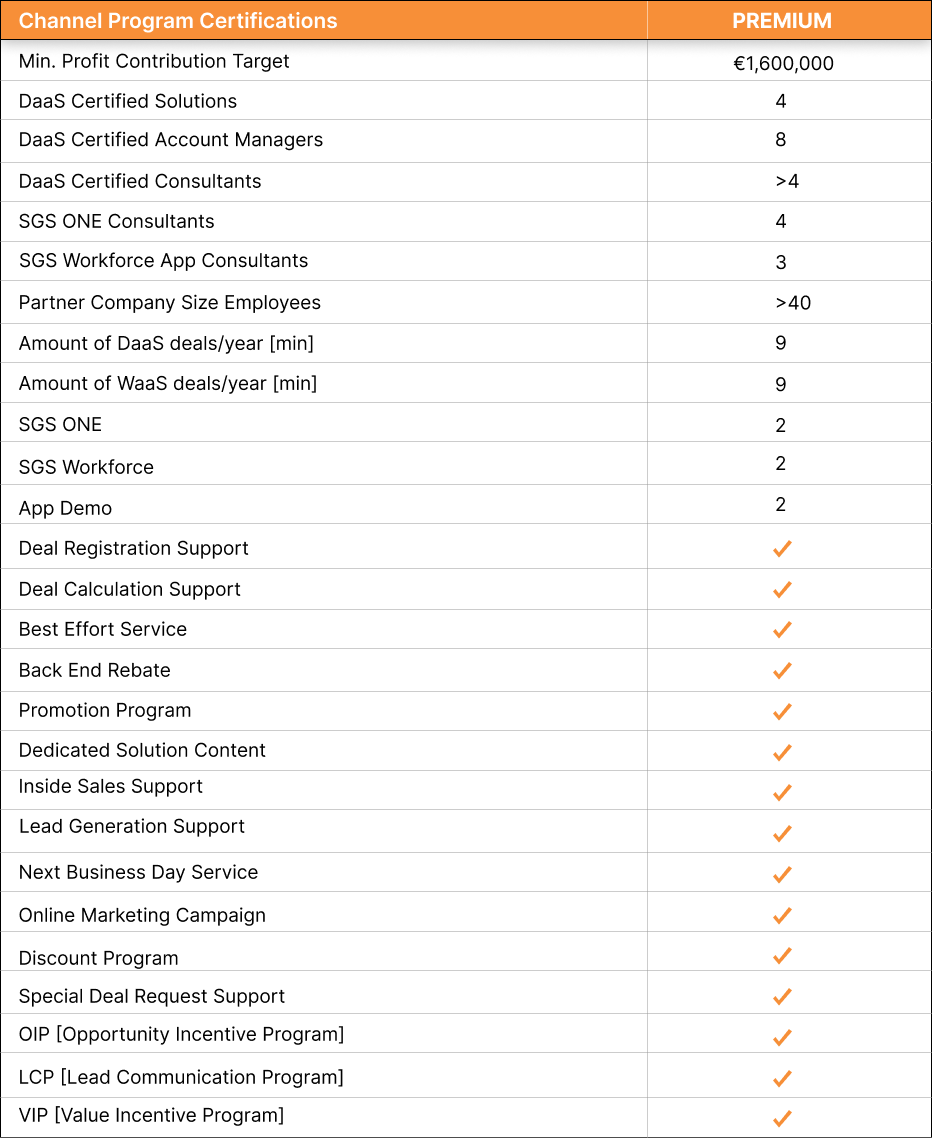 Channel Program Certifications PREMIUM
Min. Profit Contribution Target €1,600,000
DaaS Certified Solutions 4
DaaS Certified Account Managers 8
DaaS Certified Consultants >4
SGS ONE Consultants 4
SGS Workforce App Consultants 3
Partner Company Size Employees >40
Amount of DaaS deals/year [min] 9
Amount of WaaS deals/year [min] 9
SGS ONE 2
SGS Workforce 2
App Demo 2
Deal Registration Support ✓
Deal Calculation Support ✓
Best Effort Service ✓
Back End Rebate ✓
Promotion Program ✓
Dedicated Solution Content ✓
Inside Sales Support ✓
Lead Generation Support ✓
Next Business Day Service ✓
Online Marketing Campaign ✓
Discount Program ✓
Special Deal Request Support ✓
OIP [Opportunity Incentive Program] ✓
LCP [Lead Communication Program] ✓
VIP [Value Incentive Program] ✓